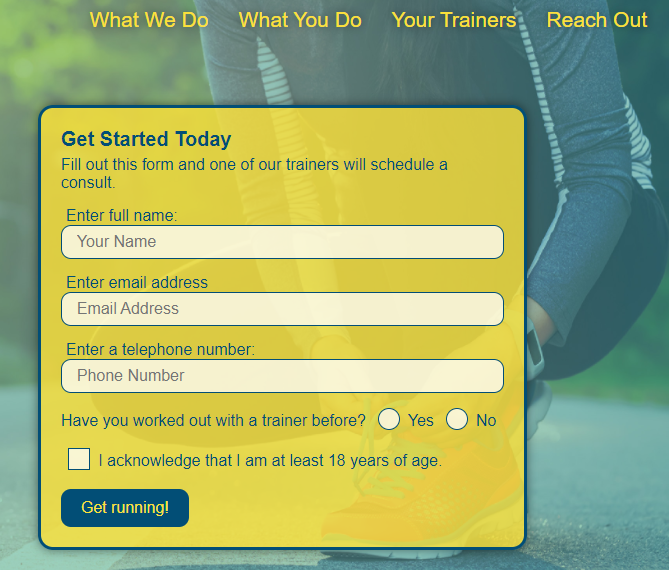 What We Do What You Do Your Trainers Reach Out
Get Started Today
Fill out this form and one of our trainers will schedule a
consult.
Enter full name:
Your Name
Enter email address
Email Address
Enter a telephone number:
Phone Number
Have you worked out with a trainer before? Yes No
I acknowledge that I am at least 18 years of age.
Get running!